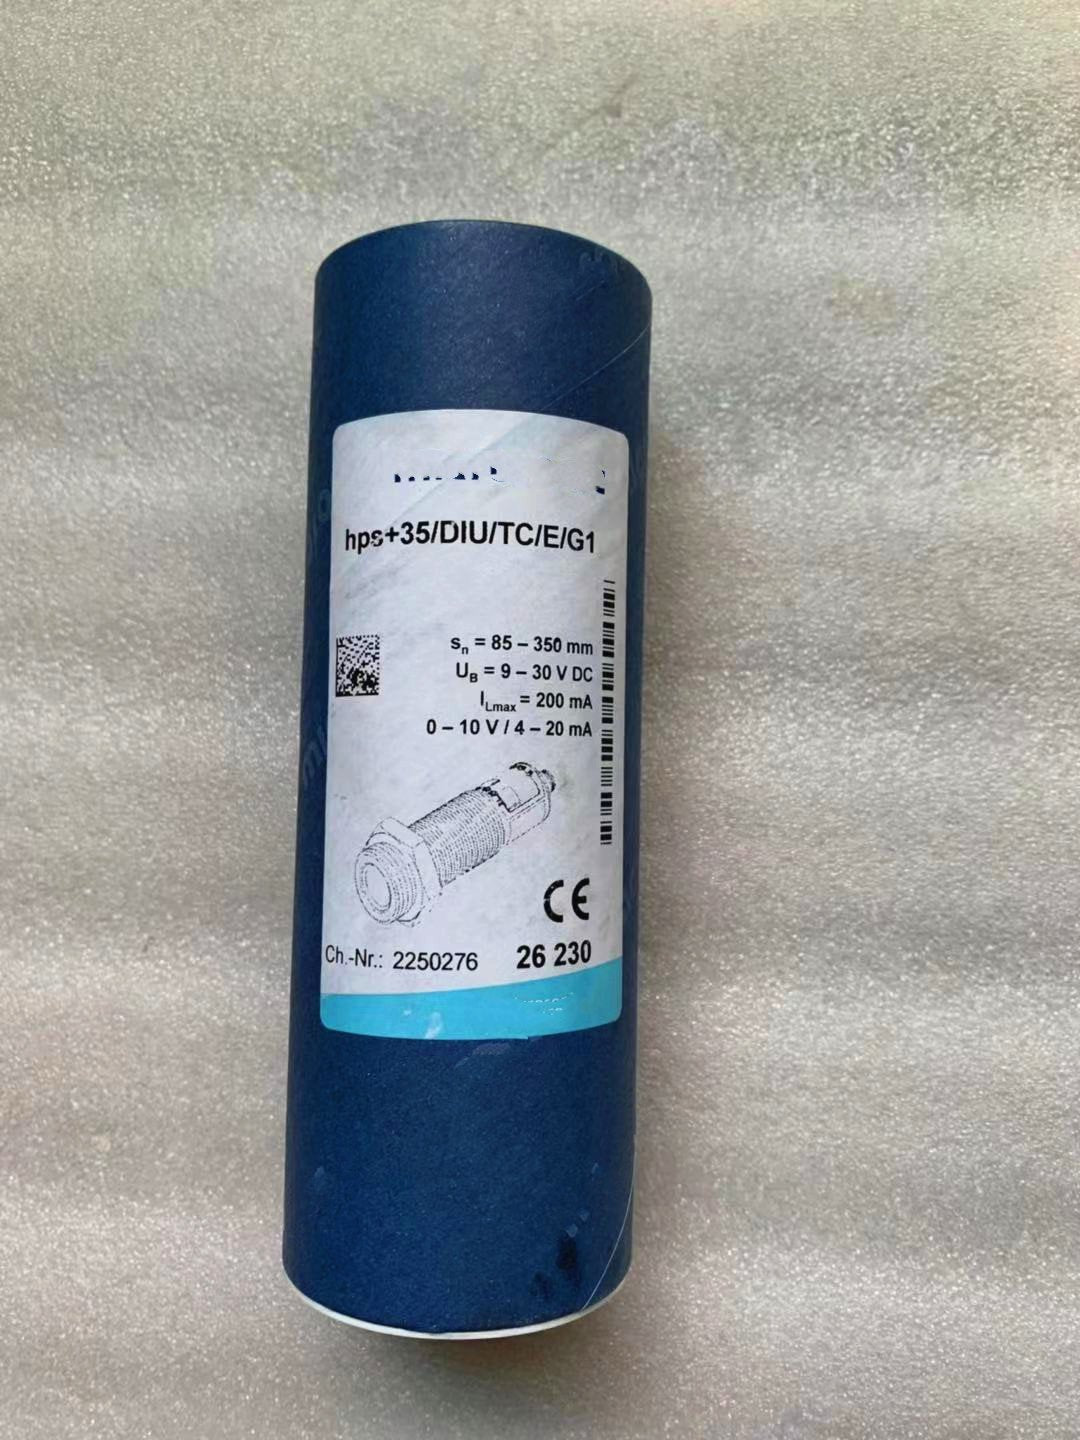 hps+35/DIU/TC/E/G1
sn = 85 – 350 mm
UB = 9 – 30 V DC
ILmax = 200 mA
0 – 10 V / 4 – 20 mA
CE
Ch.-Nr.: 2250276 26 230